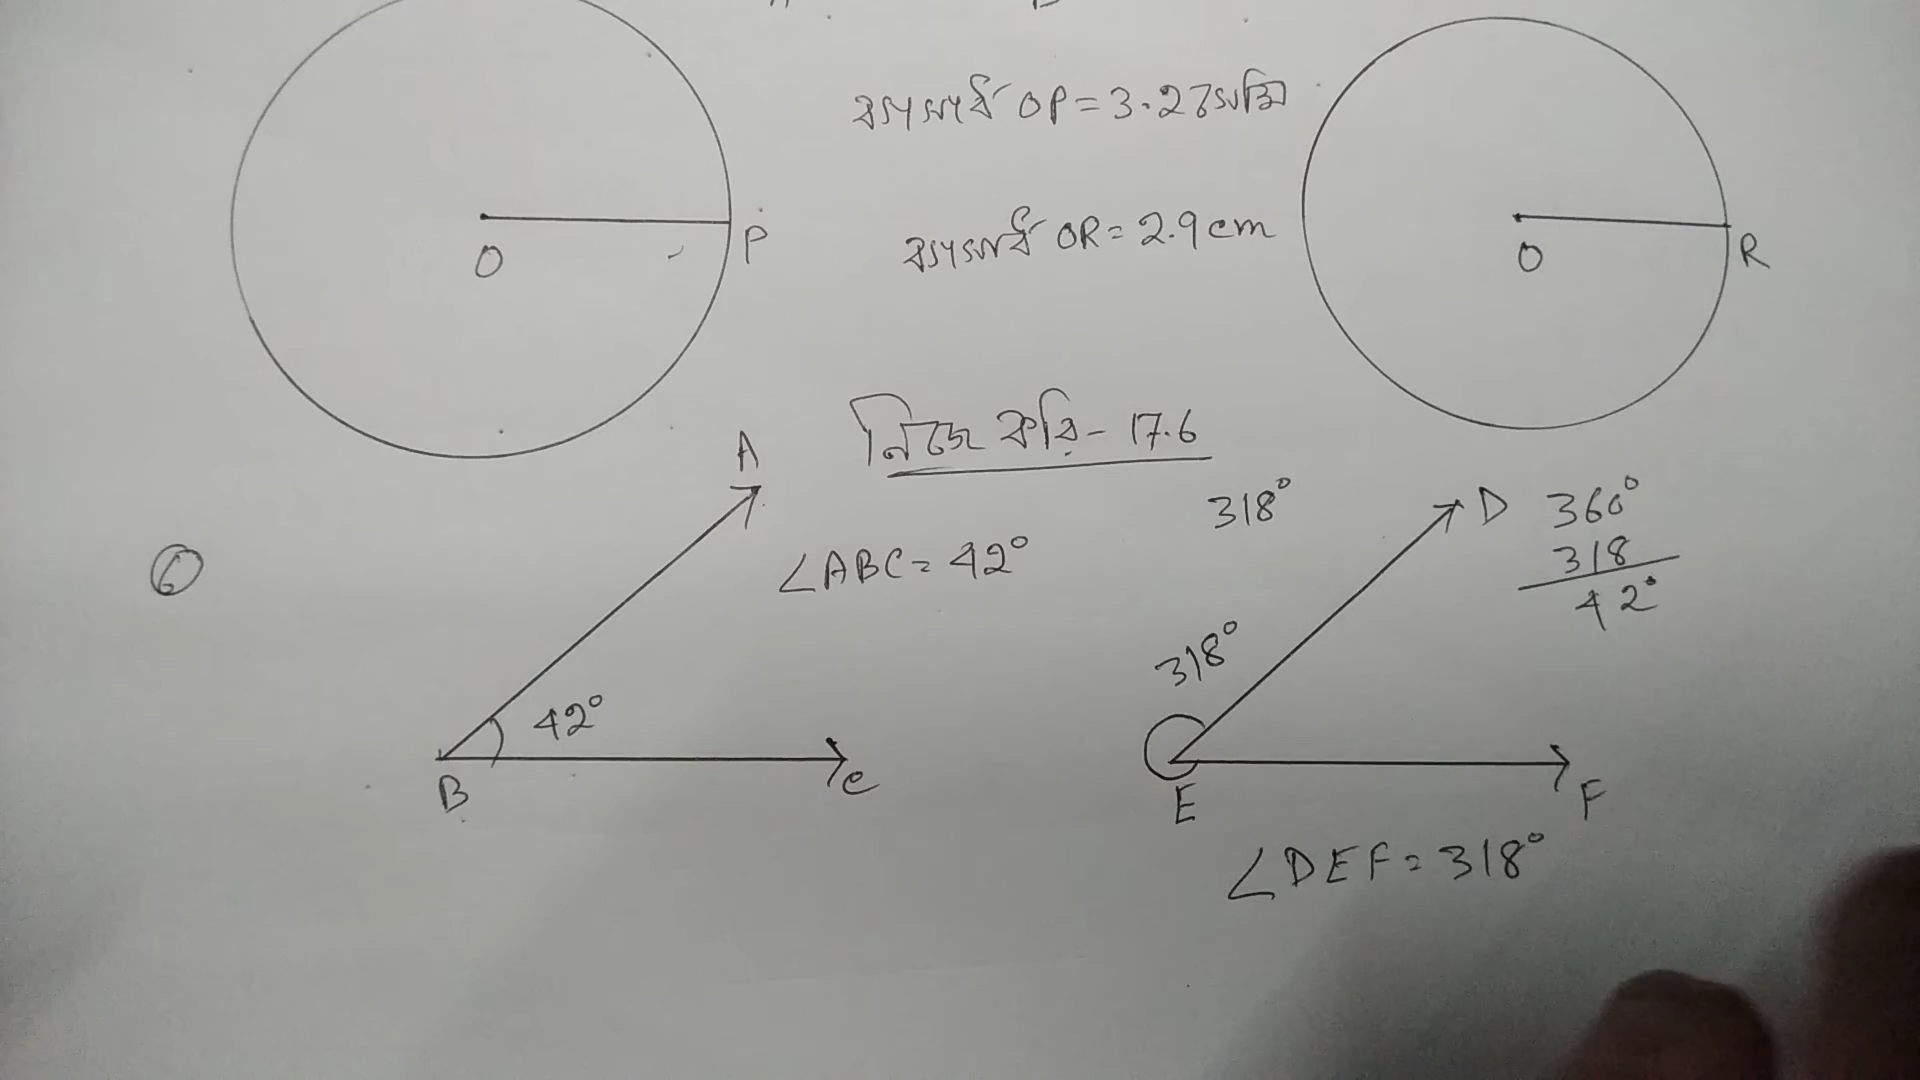 ব্যাসার্ধ OP = 3.2 সেমি
O
P
ব্যাসার্ধ OR = 2.9 cm
O
R
নিজে করি - 17.6
6
A
∠ABC = 42°
42°
B
C
318°
D
360°
318
42°
318°
E
F
∠DEF = 318°